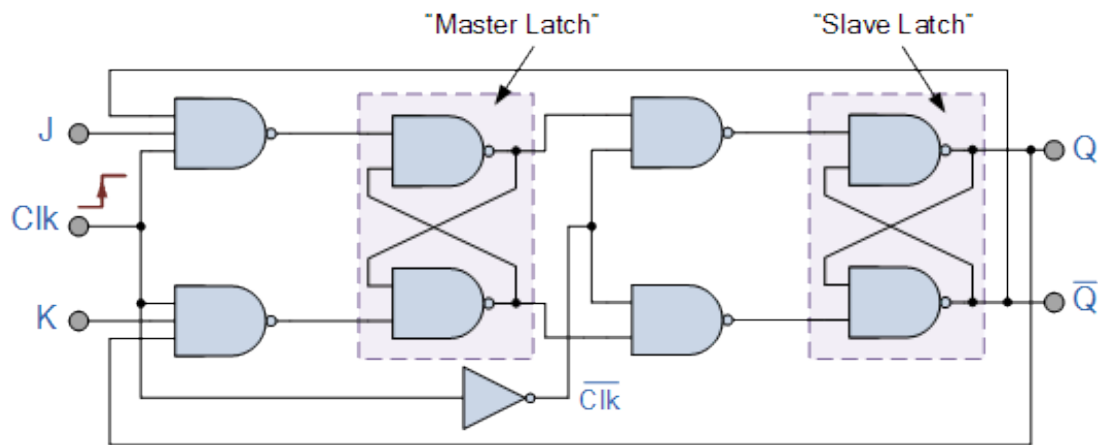 "Master Latch"
"Slave Latch"
J
Q
Clk
K
Q̅
C̅l̅k̅